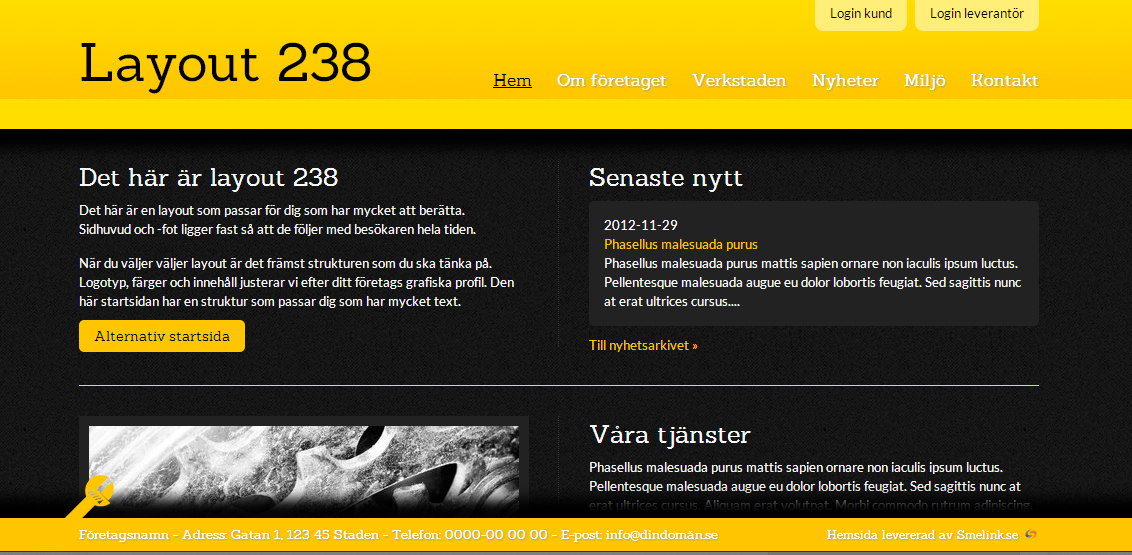 Login kund
Login leverantör
Layout 238
Hem
Om företaget
Verkstaden
Nyheter
Miljö
Kontakt
Det här är layout 238
Det här är en layout som passar för dig som har mycket att berätta.
Sidhuvud och -fot ligger fast så att de följer med besökaren hela tiden.
När du väljer väljer layout är det främst strukturen som du ska tänka på.
Logotyp, färger och innehåll justerar vi efter ditt företags grafiska profil. Den
här startsidan har en struktur som passar dig som har mycket text.
Alternativ startsida
Senaste nytt
2012-11-29
Phasellus malesuada purus
Phasellus malesuada purus mattis sapien ornare non iaculis ipsum luctus.
Pellentesque malesuada augue eu dolor lobortis feugiat. Sed sagittis nunc
at erat ultrices cursus....
Till nyhetsarkivet »
Våra tjänster
Phasellus malesuada purus mattis sapien ornare non iaculis ipsum luctus.
Pellentesque malesuada augue eu dolor lobortis feugiat. Sed sagittis nunc at
erat ultrices cursus. Aliquam erat volutpat. Morbi commodo rutrum adipiscing.
Företagsnamn - Adress: Gatan 1, 123 45 Staden - Telefon: 0000-00 00 00 - E-post: info@dindomän.se
Hemsida levererad av Smelink.se